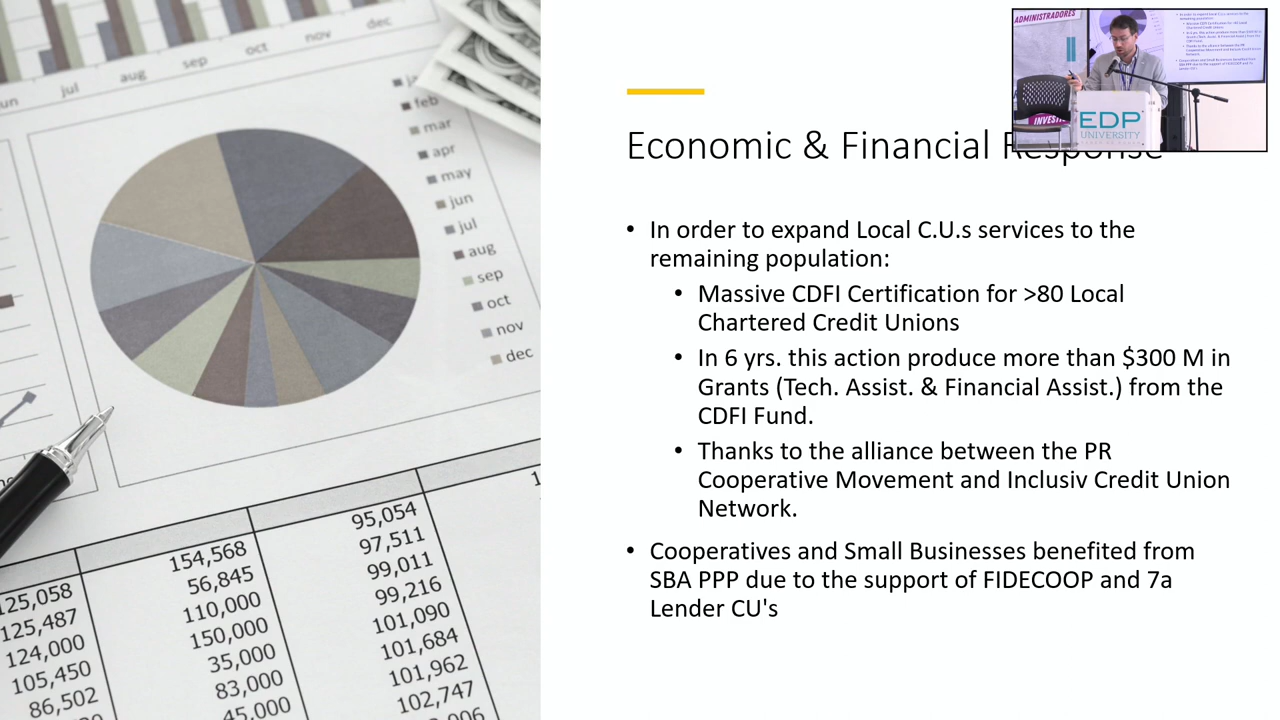 Economic & Financial Response
In order to expand Local C.U.s services to the
remaining population:
Massive CDFI Certification for >80 Local
Chartered Credit Unions
In 6 yrs. this action produce more than $300 M in
Grants (Tech. Assist. & Financial Assist.) from the
CDFI Fund.
Thanks to the alliance between the PR
Cooperative Movement and Inclusiv Credit Union
Network.
Cooperatives and Small Businesses benefited from
SBA PPP due to the support of FIDECOOP and 7a
Lender CU's
ADMINISTRADORES
EDP
UNIVERSITY
dec
nov
oct
sep
aug
jul
feb
mar
apr
may
jun
jul
aug
sep
oct
nov
dec
125,058
125,487
124,000
105,450
86,502
154,568
56,845
110,000
150,000
35,000
83,000
45,000
95,054
97,511
99,011
99,216
101,090
101,684
101,962
102,747